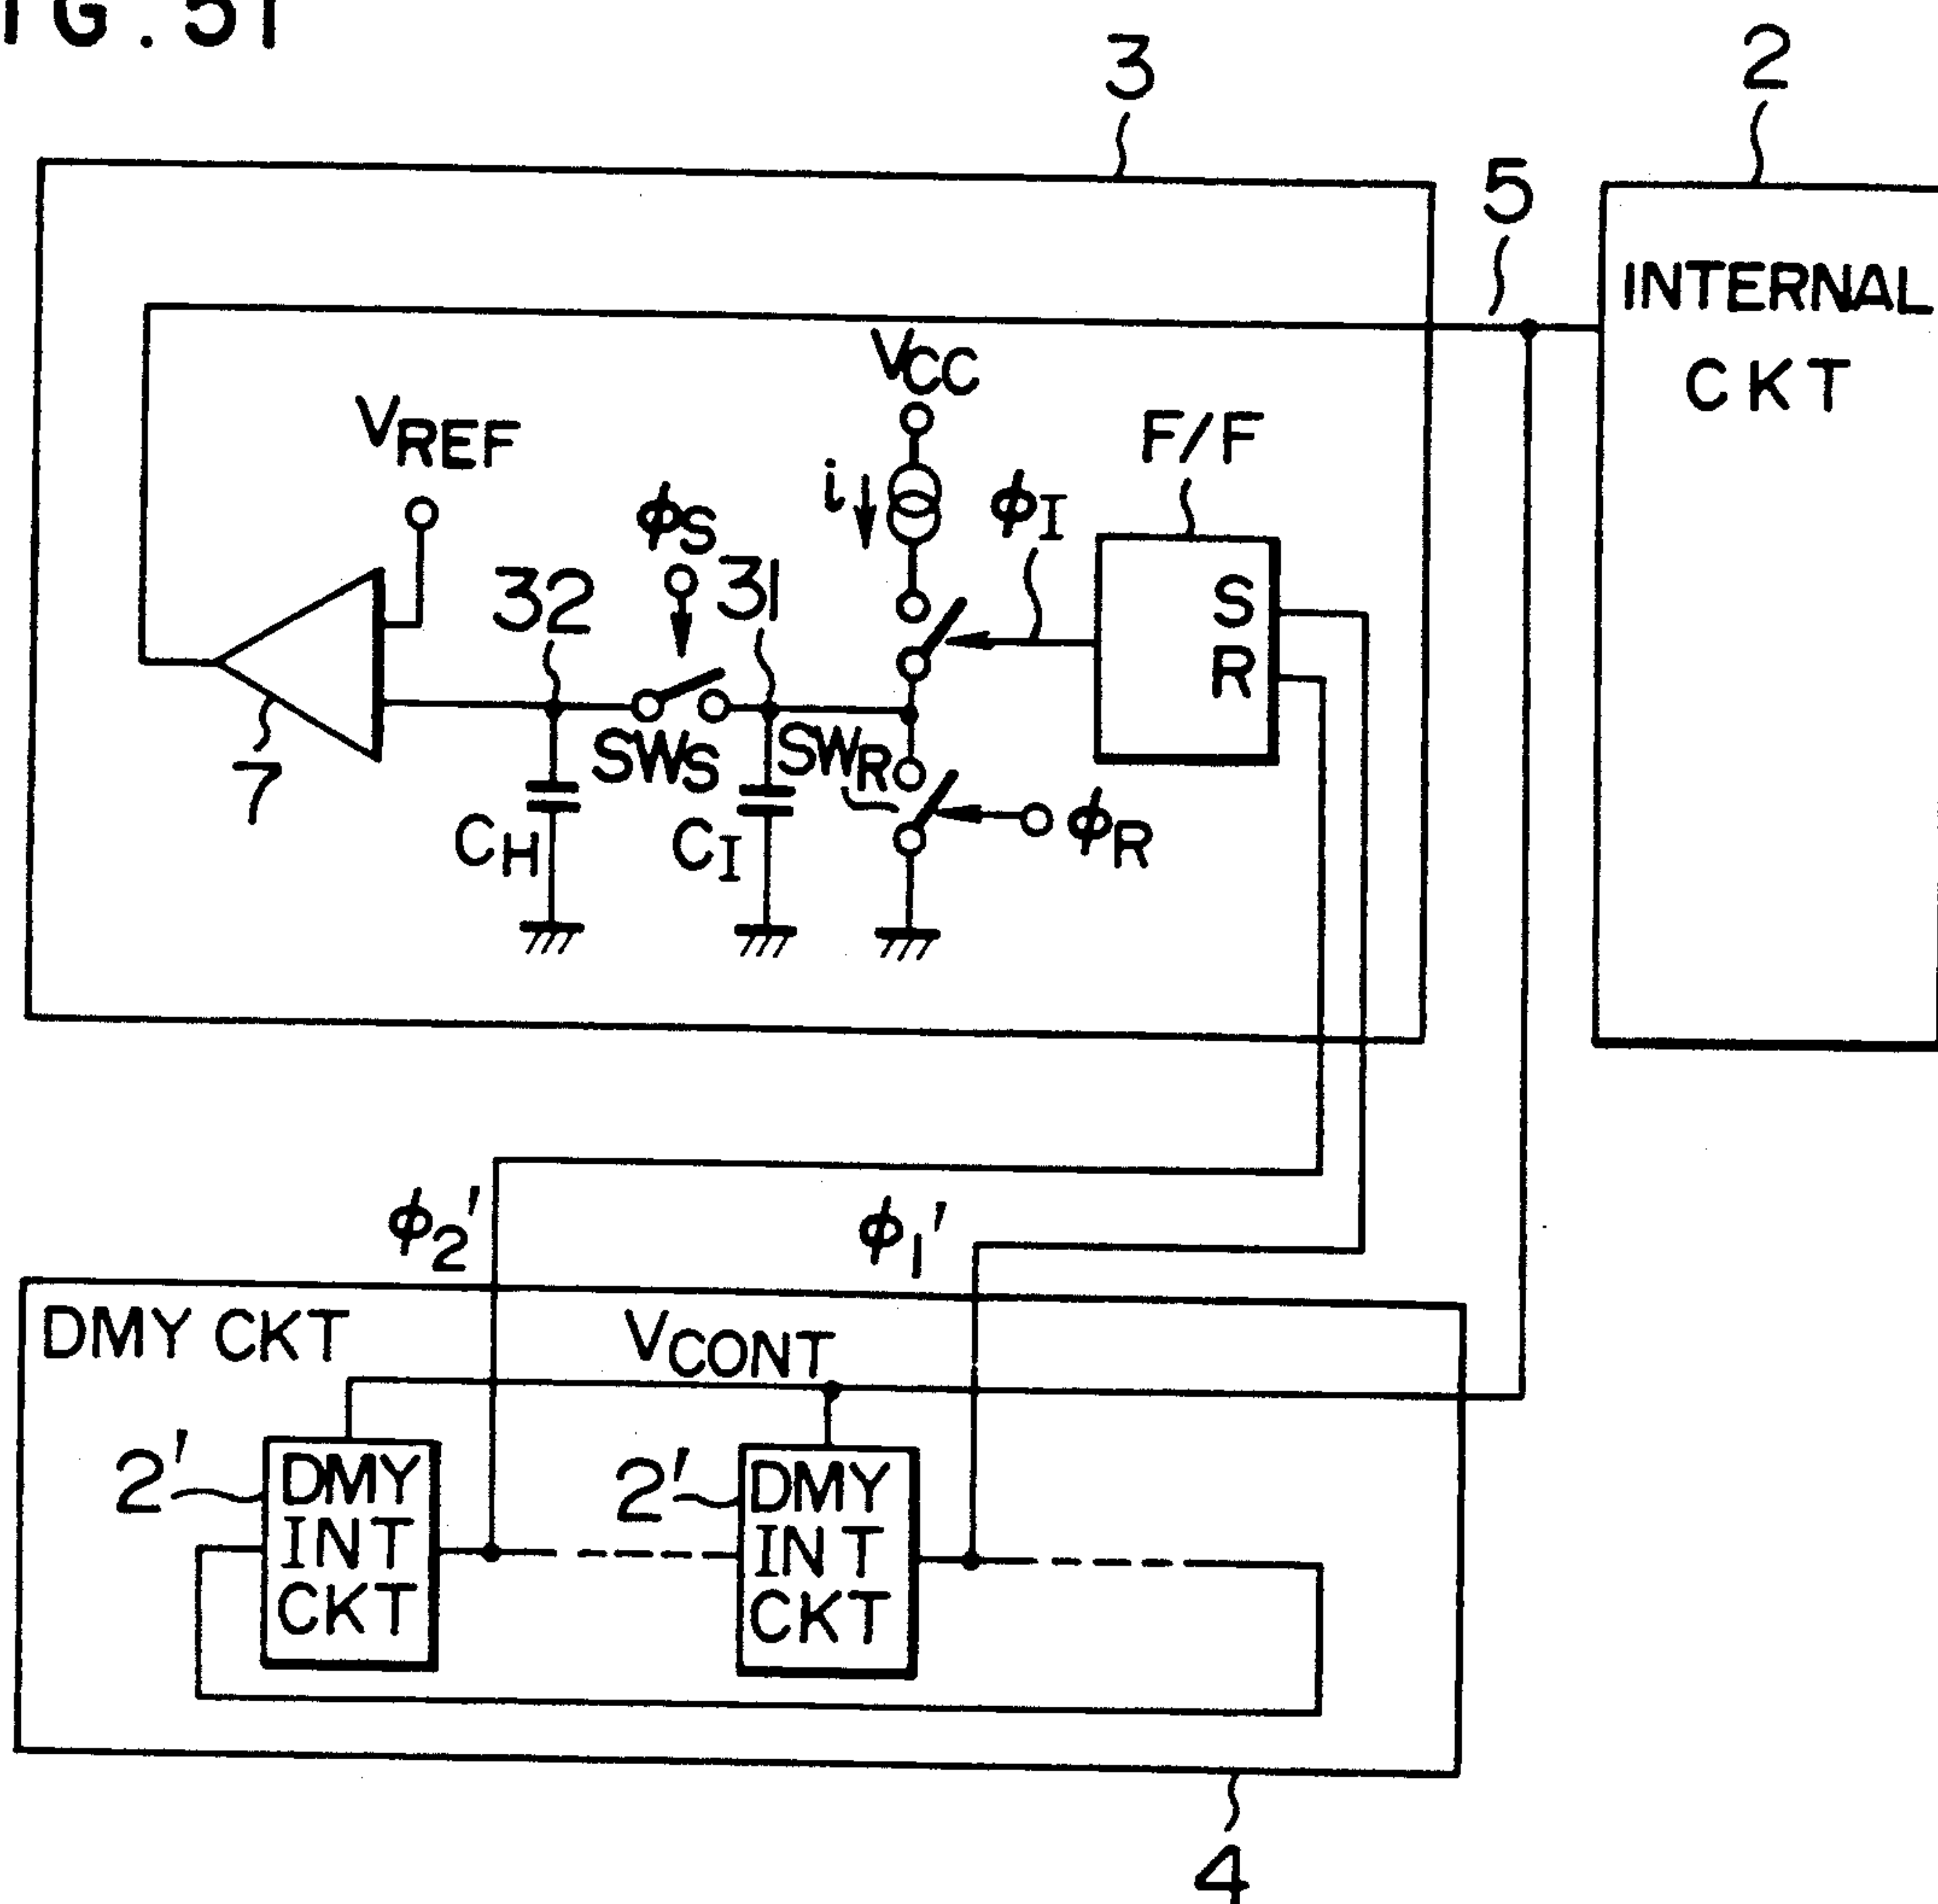 FIG. 51
3
2
5
INTERNAL
CKT
VCC
VREF
F/F
i
φI
φS
32
31
S
R
SWS
SWR
7
CH
CI
φR
φ2'
φ1'
DMY CKT
VCONT
2'
DMY
INT
CKT
2'
DMY
INT
CKT
4